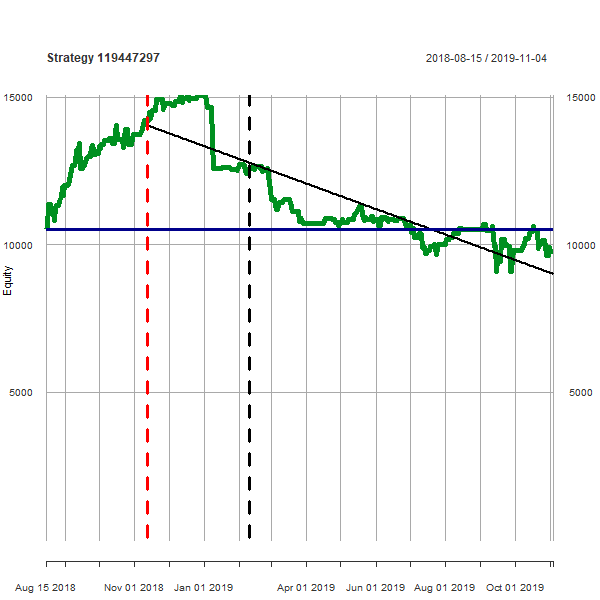 Strategy 119447297
2018-08-15 / 2019-11-04
15000
15000
10000
10000
5000
5000
Equity
Aug 15 2018
Nov 01 2018
Jan 01 2019
Apr 01 2019
Jun 01 2019
Aug 01 2019
Oct 01 2019